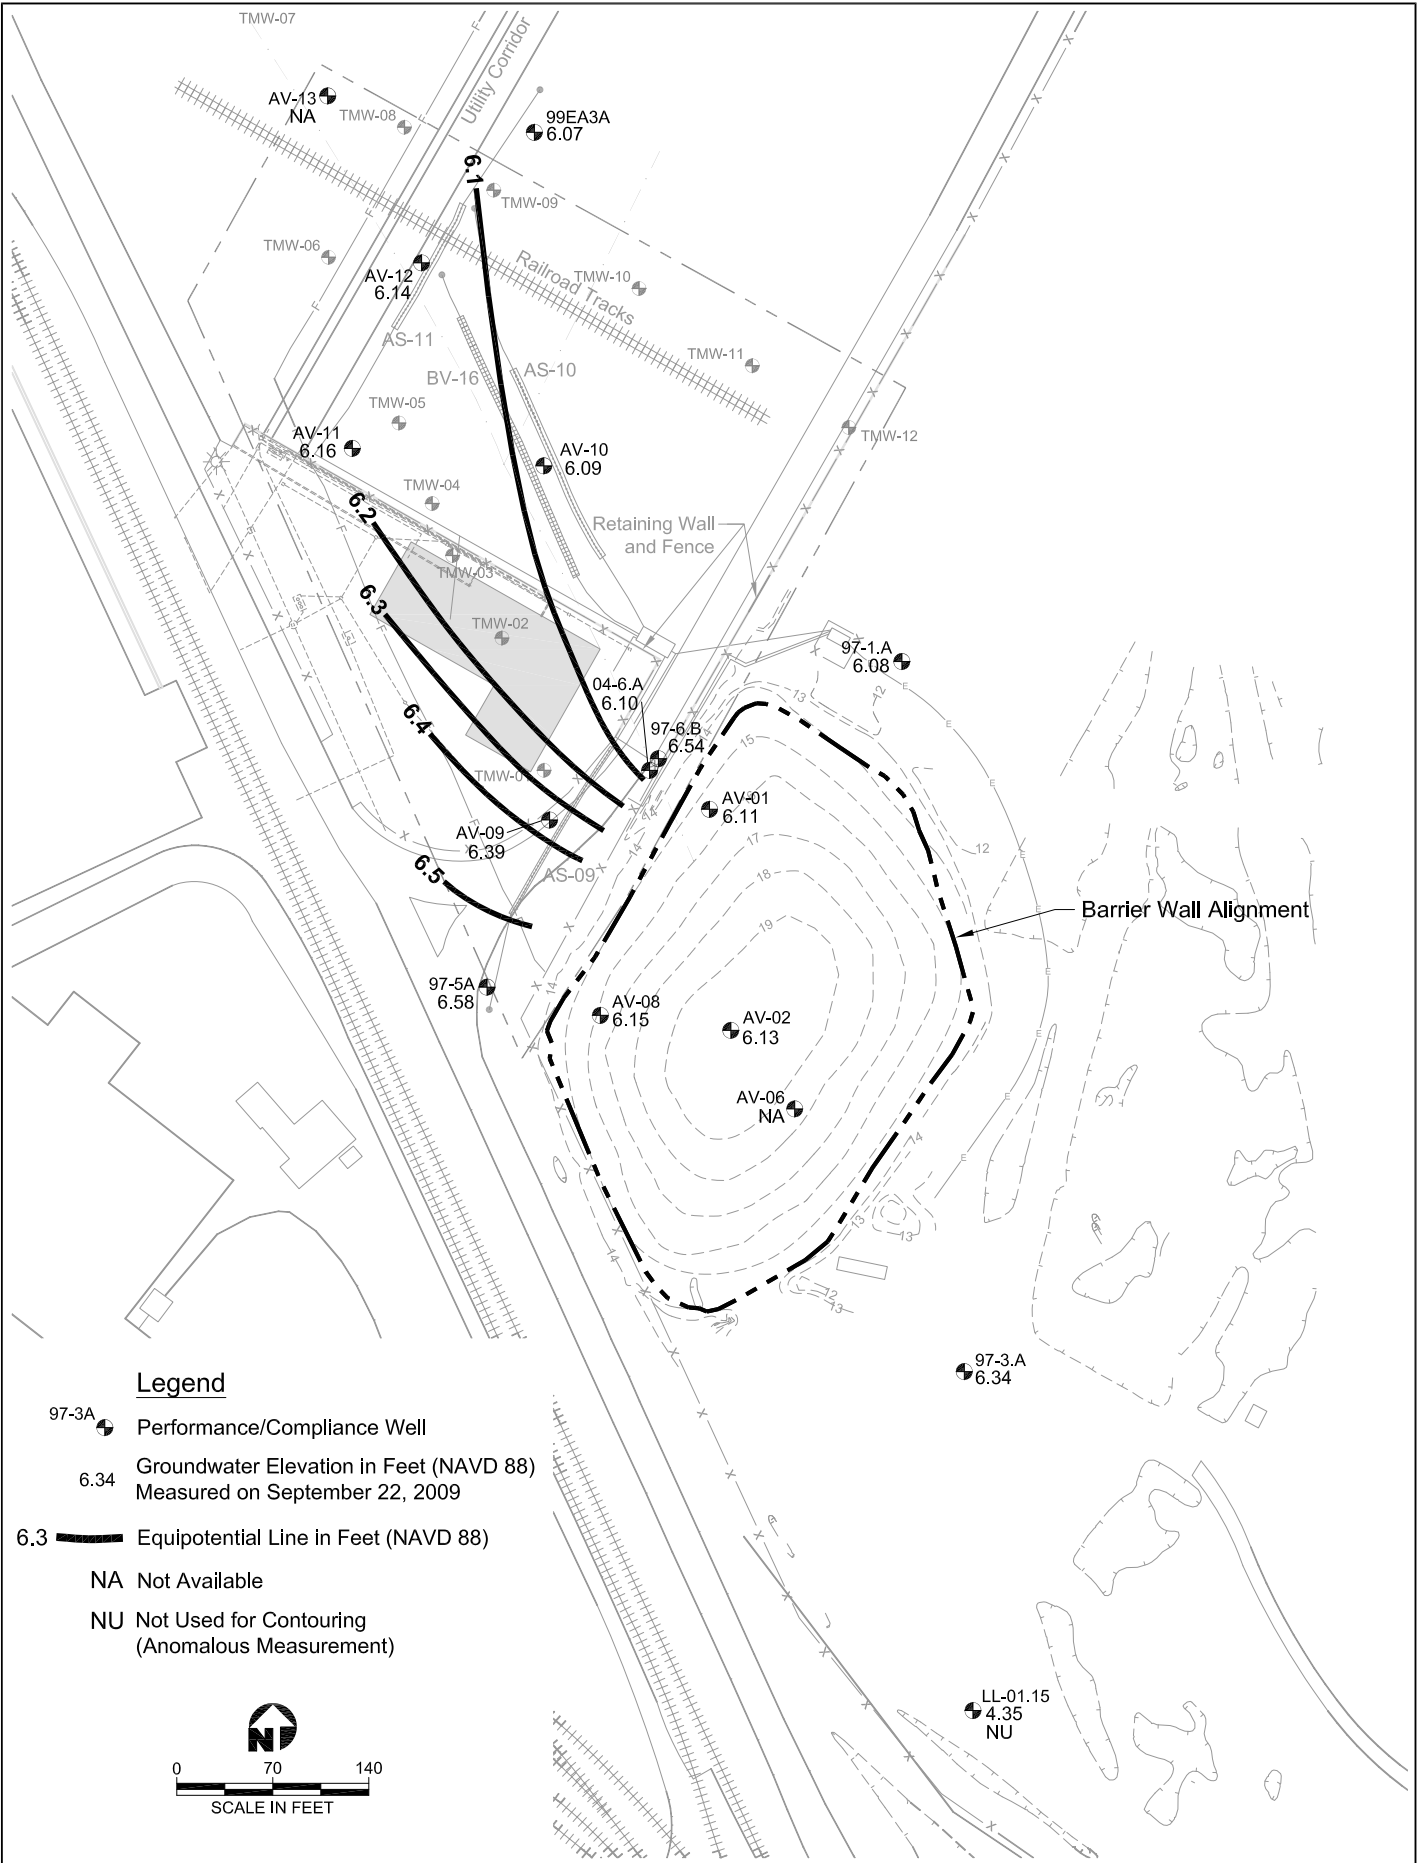 TMW-07
AV-13
NA
TMW-08
Utility Corridor
99EA3A
6.07
6.1
TMW-09
TMW-06
AV-12
6.14
Railroad Tracks
TMW-10
AS-11
BV-16
AS-10
TMW-11
TMW-05
AV-11
6.16
AV-10
6.09
TMW-12
TMW-04
6.2
Retaining Wall
and Fence
TMW-03
6.3
TMW-02
97-1.A
6.08
04-6.A
6.10
97-6.B
6.54
6.4
13
12
15
14
AV-01
6.11
AV-09
6.39
14
14
17
12
6.5
AS-09
18
19
Barrier Wall Alignment
97-5A
6.58
14
AV-08
6.15
AV-02
6.13
AV-06
NA
14
13
13
14
12
13
97-3.A
6.34
Legend
97-3A
Performance/Compliance Well
6.34
Groundwater Elevation in Feet (NAVD 88)
Measured on September 22, 2009
6.3
Equipotential Line in Feet (NAVD 88)
NA Not Available
NU Not Used for Contouring
(Anomalous Measurement)
LL-01.15
4.35
NU
N
0 70 140
SCALE IN FEET